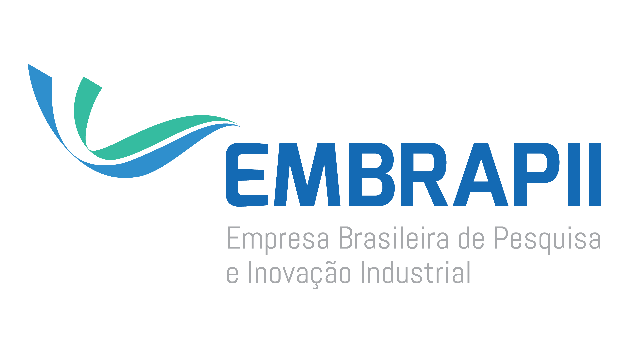 EMBRAPII
Empresa Brasileira de Pesquisa
e Inovação Industrial